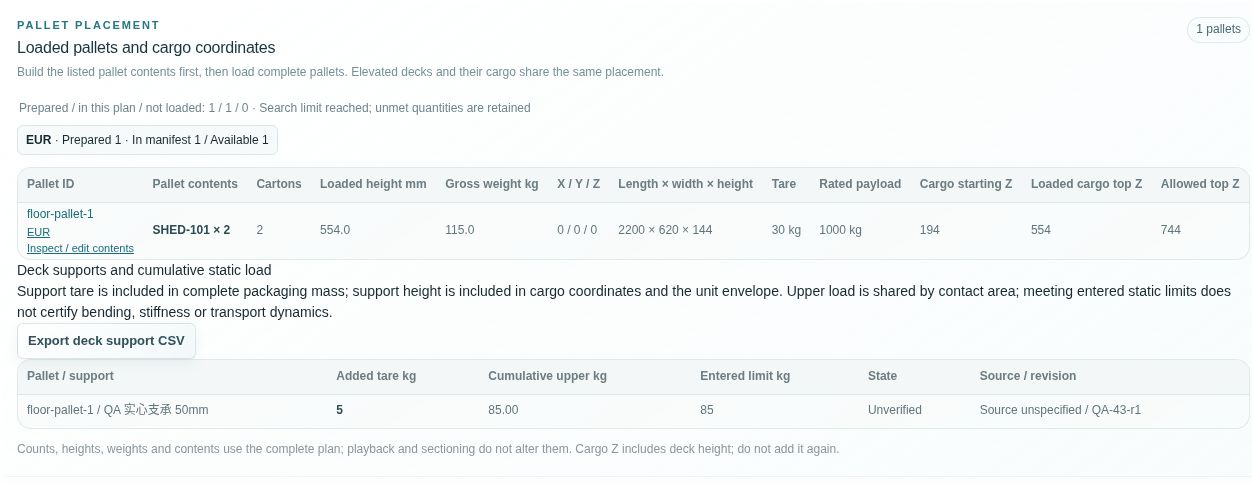 PALLET PLACEMENT
1 pallets
Loaded pallets and cargo coordinates
Build the listed pallet contents first, then load complete pallets. Elevated decks and their cargo share the same placement.
Prepared / in this plan / not loaded: 1 / 1 / 0 · Search limit reached; unmet quantities are retained
EUR · Prepared 1 · In manifest 1 / Available 1
Pallet ID Pallet contents Cartons Loaded height mm Gross weight kg X / Y / Z Length × width × height Tare Rated payload Cargo starting Z Loaded cargo top Z Allowed top Z
floor-pallet-1
EUR
Inspect / edit contents
SHED-101 × 2 2 554.0 115.0 0 / 0 / 0 2200 × 620 × 144 30 kg 1000 kg 194 554 744
Deck supports and cumulative static load
Support tare is included in complete packaging mass; support height is included in cargo coordinates and the unit envelope. Upper load is shared by contact area; meeting entered static limits does
not certify bending, stiffness or transport dynamics.
Export deck support CSV
Pallet / support Added tare kg Cumulative upper kg Entered limit kg State Source / revision
floor-pallet-1 / QA 实心支承 50mm 5 85.00 85 Unverified Source unspecified / QA-43-r1
Counts, heights, weights and contents use the complete plan; playback and sectioning do not alter them. Cargo Z includes deck height; do not add it again.